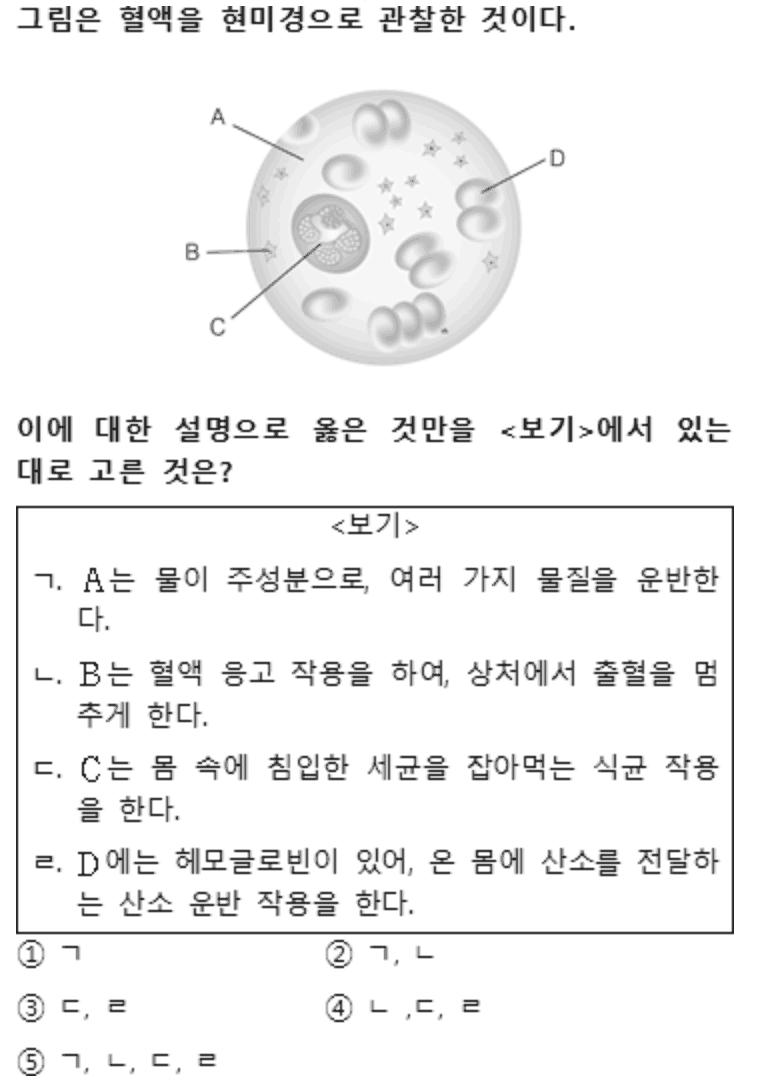 그림은 혈액을 현미경으로 관찰한 것이다.
A
D
B
C
이에 대한 설명으로 옳은 것만을 <보기>에서 있는
대로 고른 것은?
<보기>
ㄱ. A는 물이 주성분으로, 여러 가지 물질을 운반한
다.
ㄴ. B는 혈액 응고 작용을 하여, 상처에서 출혈을 멈
추게 한다.
ㄷ. C는 몸 속에 침입한 세균을 잡아먹는 식균 작용
을 한다.
ㄹ. D에는 헤모글로빈이 있어, 온 몸에 산소를 전달하
는 산소 운반 작용을 한다.
① ㄱ ② ㄱ, ㄴ
③ ㄷ, ㄹ ④ ㄴ ,ㄷ, ㄹ
⑤ ㄱ, ㄴ, ㄷ, ㄹ